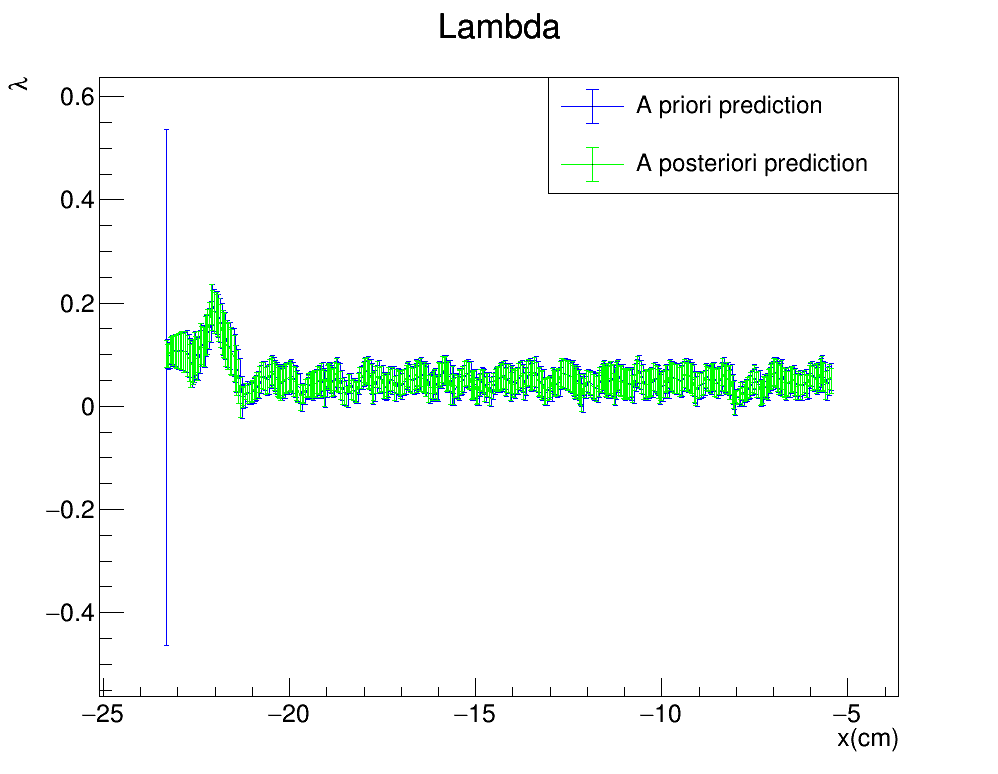 Lambda
λ
A priori prediction
A posteriori prediction
0.6
0.4
0.2
0
−0.2
−0.4
−25 −20 −15 −10 −5
x(cm)